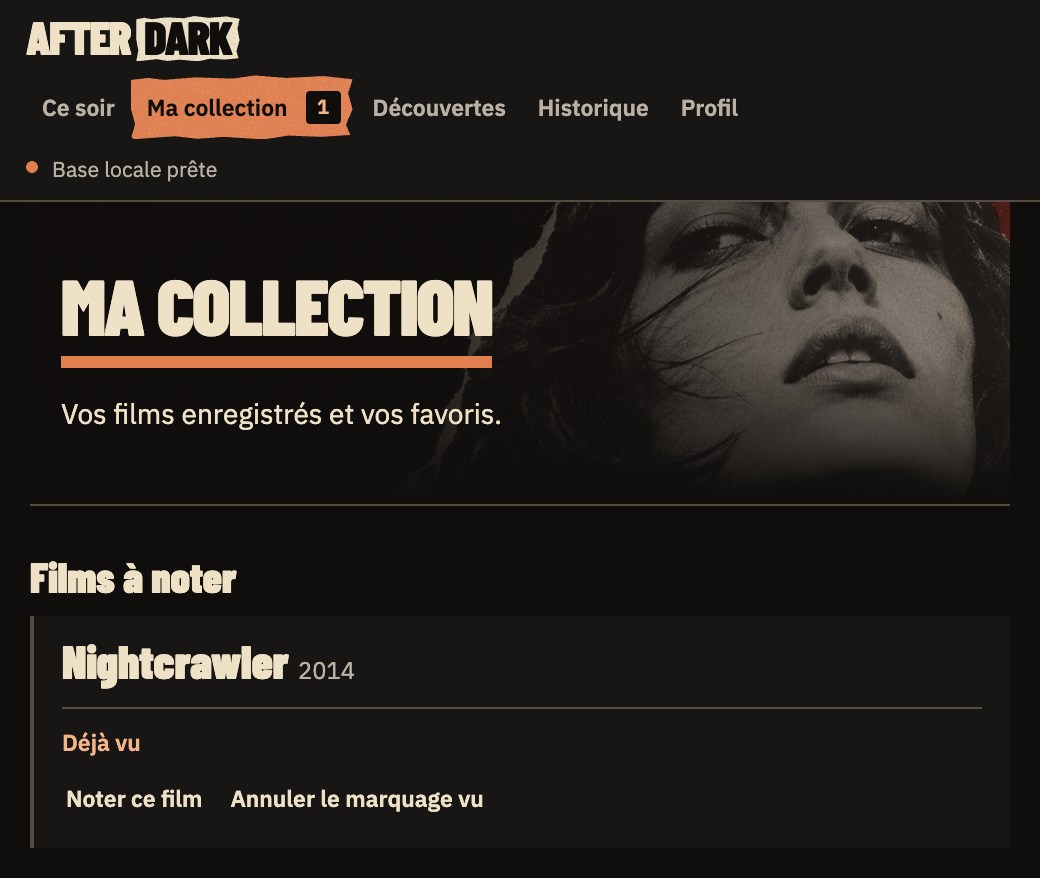 AFTER DARK
Ce soir Ma collection 1 Découvertes Historique Profil
Base locale prête
MA COLLECTION
Vos films enregistrés et vos favoris.
Films à noter
Nightcrawler 2014
Déjà vu
Noter ce film Annuler le marquage vu